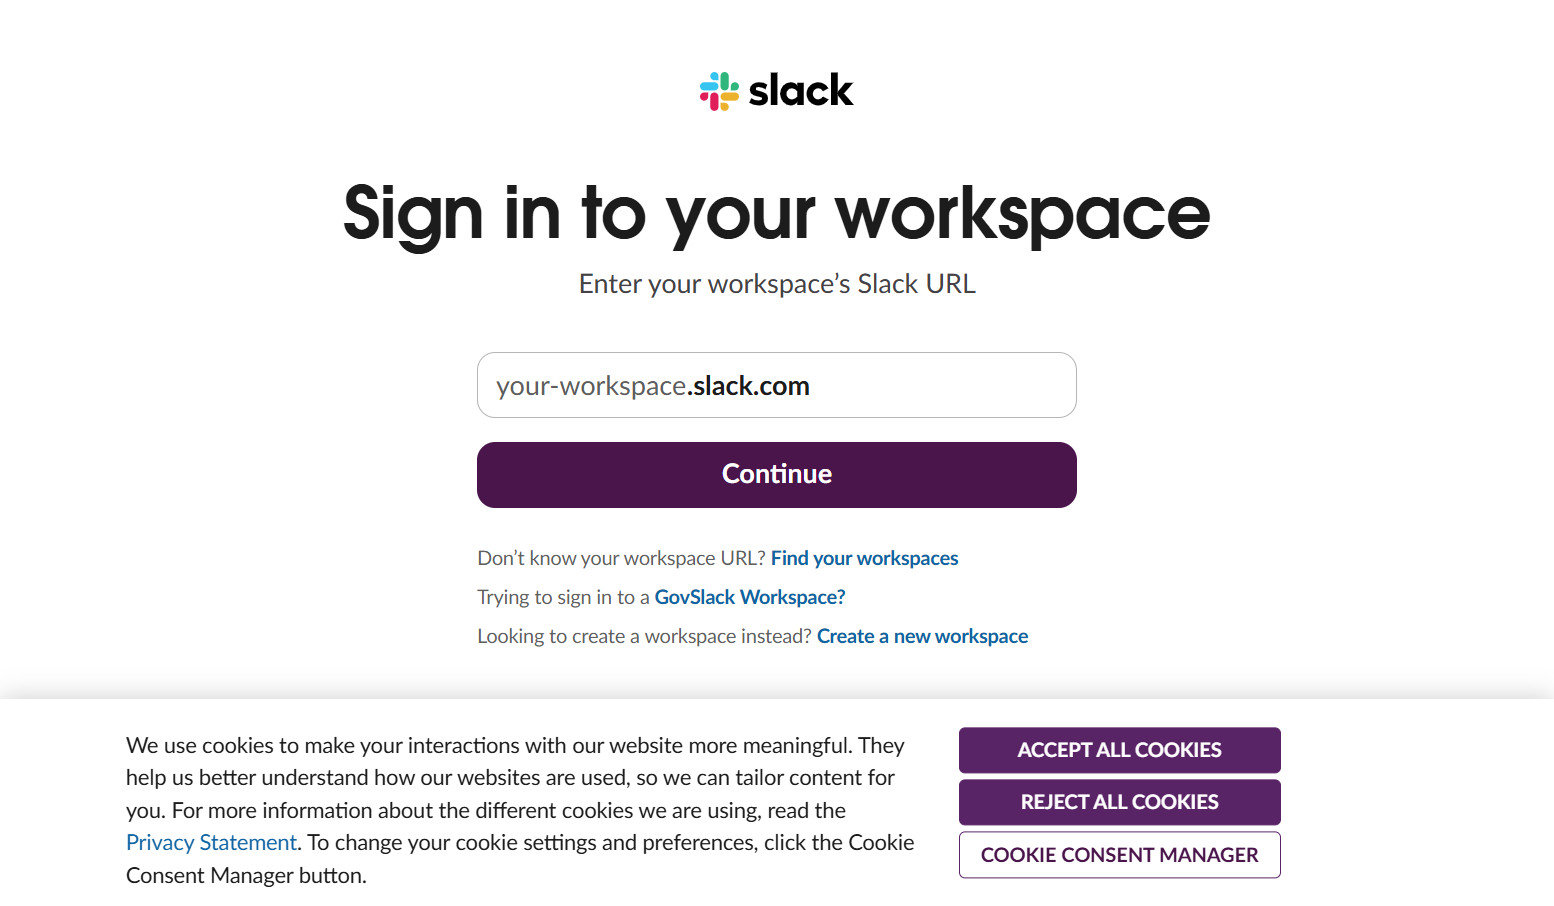 slack
Sign in to your workspace
Enter your workspace’s Slack URL
your-workspace.slack.com
Continue
Don’t know your workspace URL? Find your workspaces
Trying to sign in to a GovSlack Workspace?
Looking to create a workspace instead? Create a new workspace
We use cookies to make your interactions with our website more meaningful. They
help us better understand how our websites are used, so we can tailor content for
you. For more information about the different cookies we are using, read the
Privacy Statement. To change your cookie settings and preferences, click the Cookie
Consent Manager button.
ACCEPT ALL COOKIES
REJECT ALL COOKIES
COOKIE CONSENT MANAGER